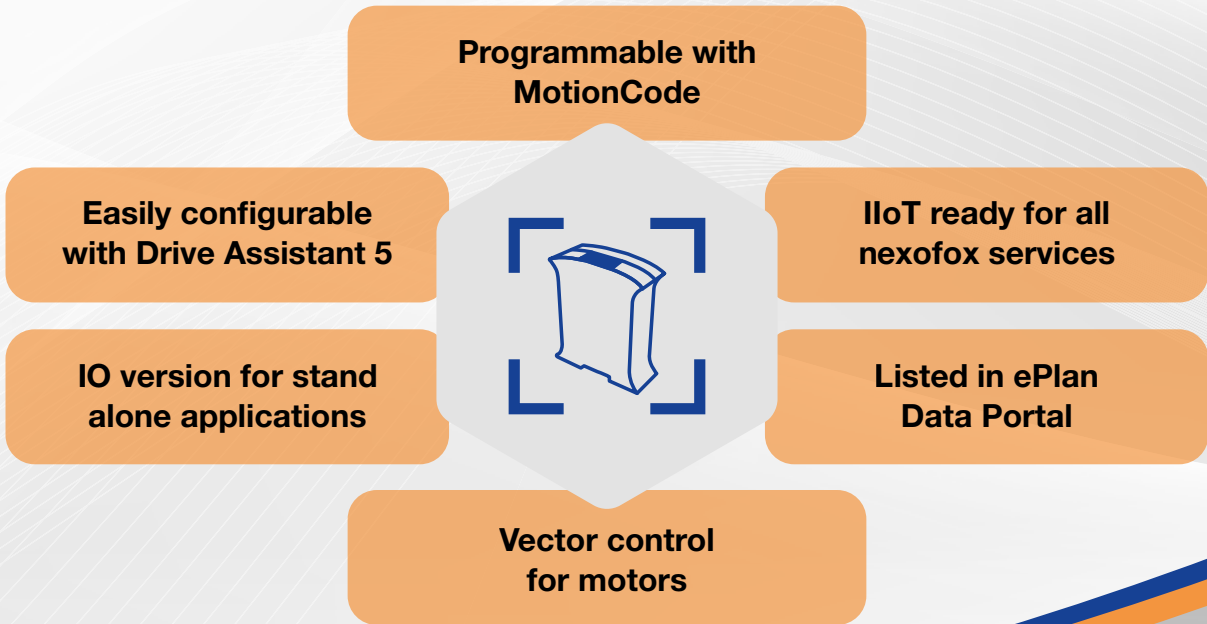 Programmable with
MotionCode
Easily configurable
with Drive Assistant 5
IIoT ready for all
nexofox services
IO version for stand
alone applications
Listed in ePlan
Data Portal
Vector control
for motors